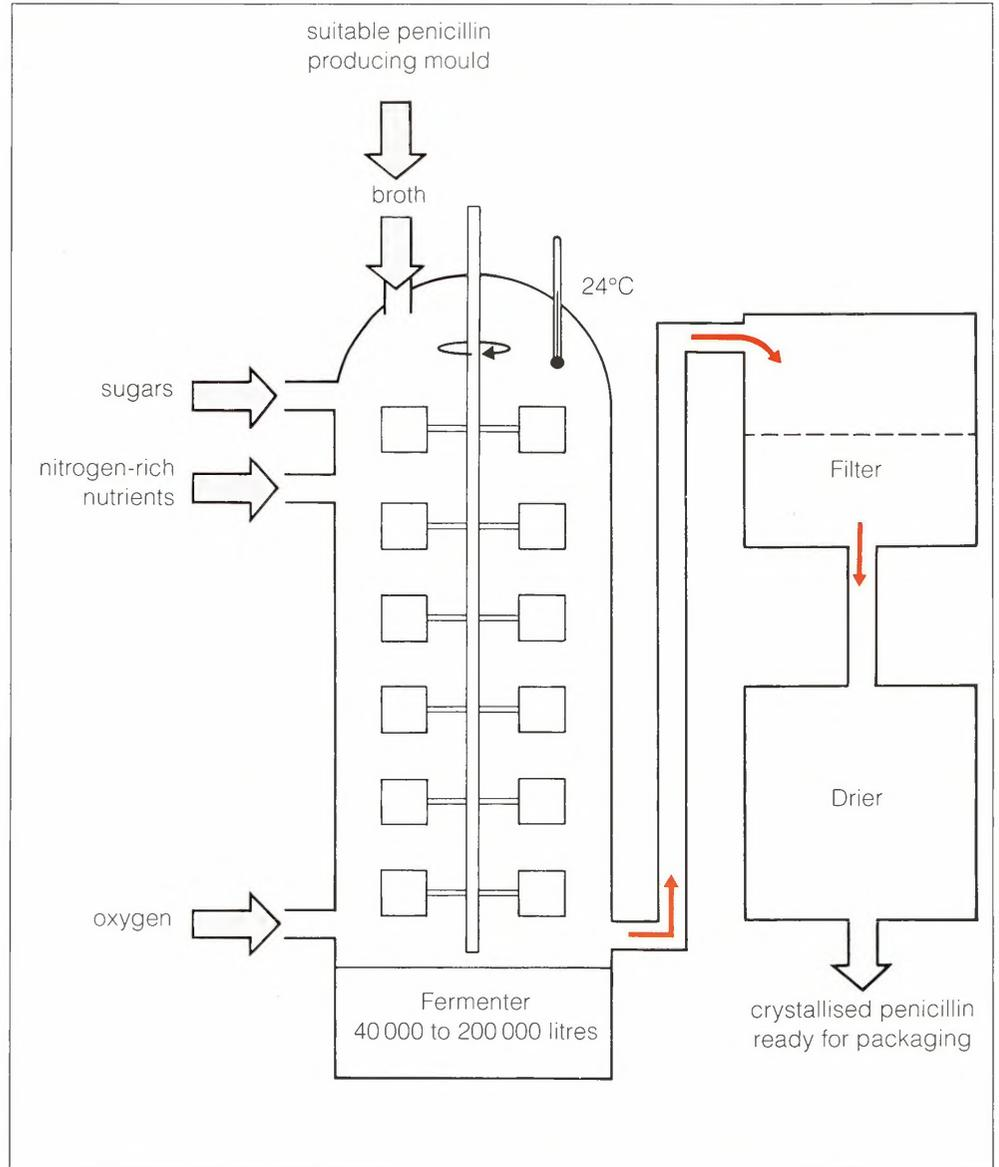 suitable penicillin
producing mould
broth
24°C
sugars
nitrogen-rich
nutrients
Filter
Drier
oxygen
Fermenter
40 000 to 200 000 litres
crystallised penicillin
ready for packaging